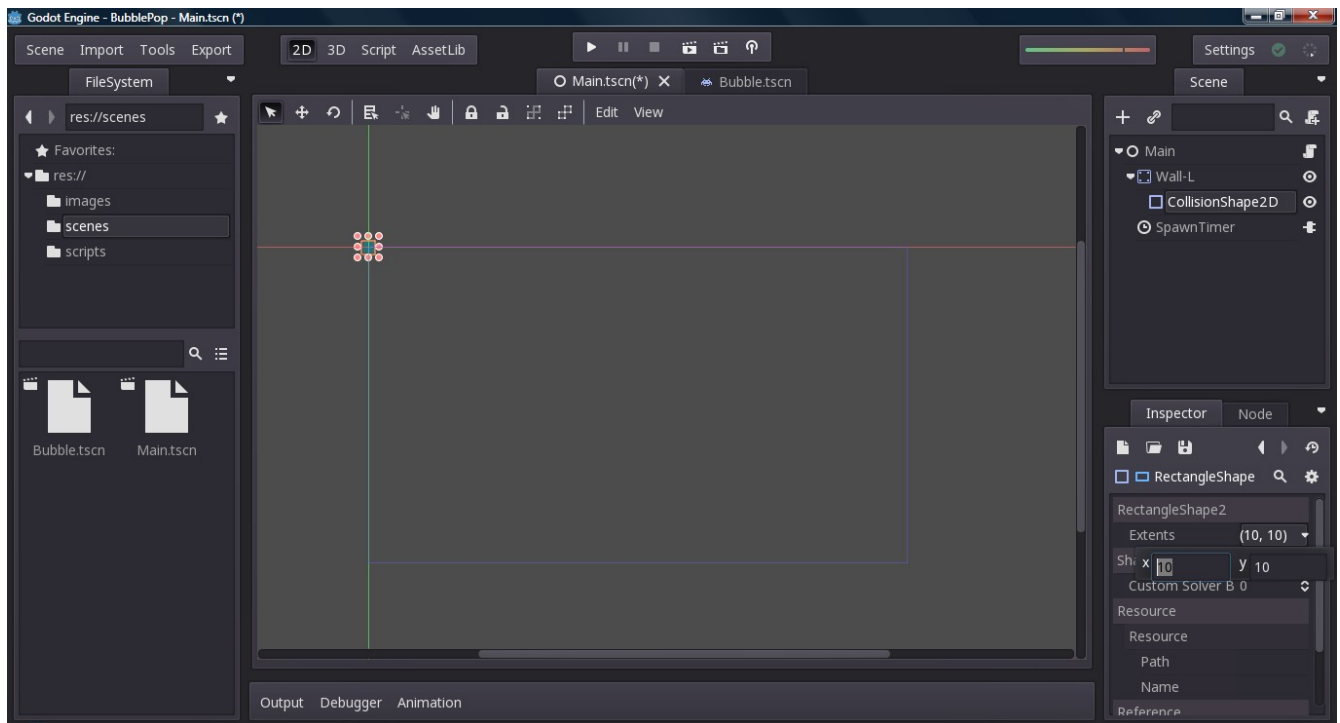 Godot Engine - BubblePop - Main.tscn (*)
Scene Import Tools Export 2D 3D Script AssetLib Settings
FileSystem
Main.tscn(*) X Bubble.tscn
Scene
res://scenes
Edit View
Favorites:
res://
images
scenes
scripts
Main
Wall-L
CollisionShape2D
SpawnTimer
Bubble.tscn Main.tscn
Inspector Node
RectangleShape
RectangleShape2
Extents (10, 10)
Sha x 10 y 10
Custom Solver B 0
Resource
Resource
Path
Name
Reference
Output Debugger Animation